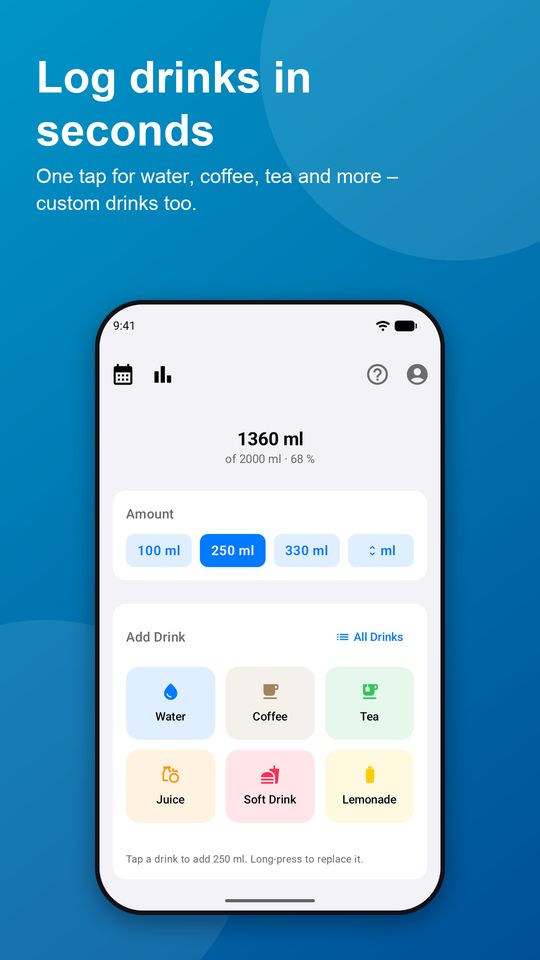 Log drinks in
seconds
One tap for water, coffee, tea and more –
custom drinks too.
9:41
1360 ml
of 2000 ml · 68 %
Amount
100 ml
250 ml
330 ml
ml
Add Drink
All Drinks
Water
Coffee
Tea
Juice
Soft Drink
Lemonade
Tap a drink to add 250 ml. Long-press to replace it.